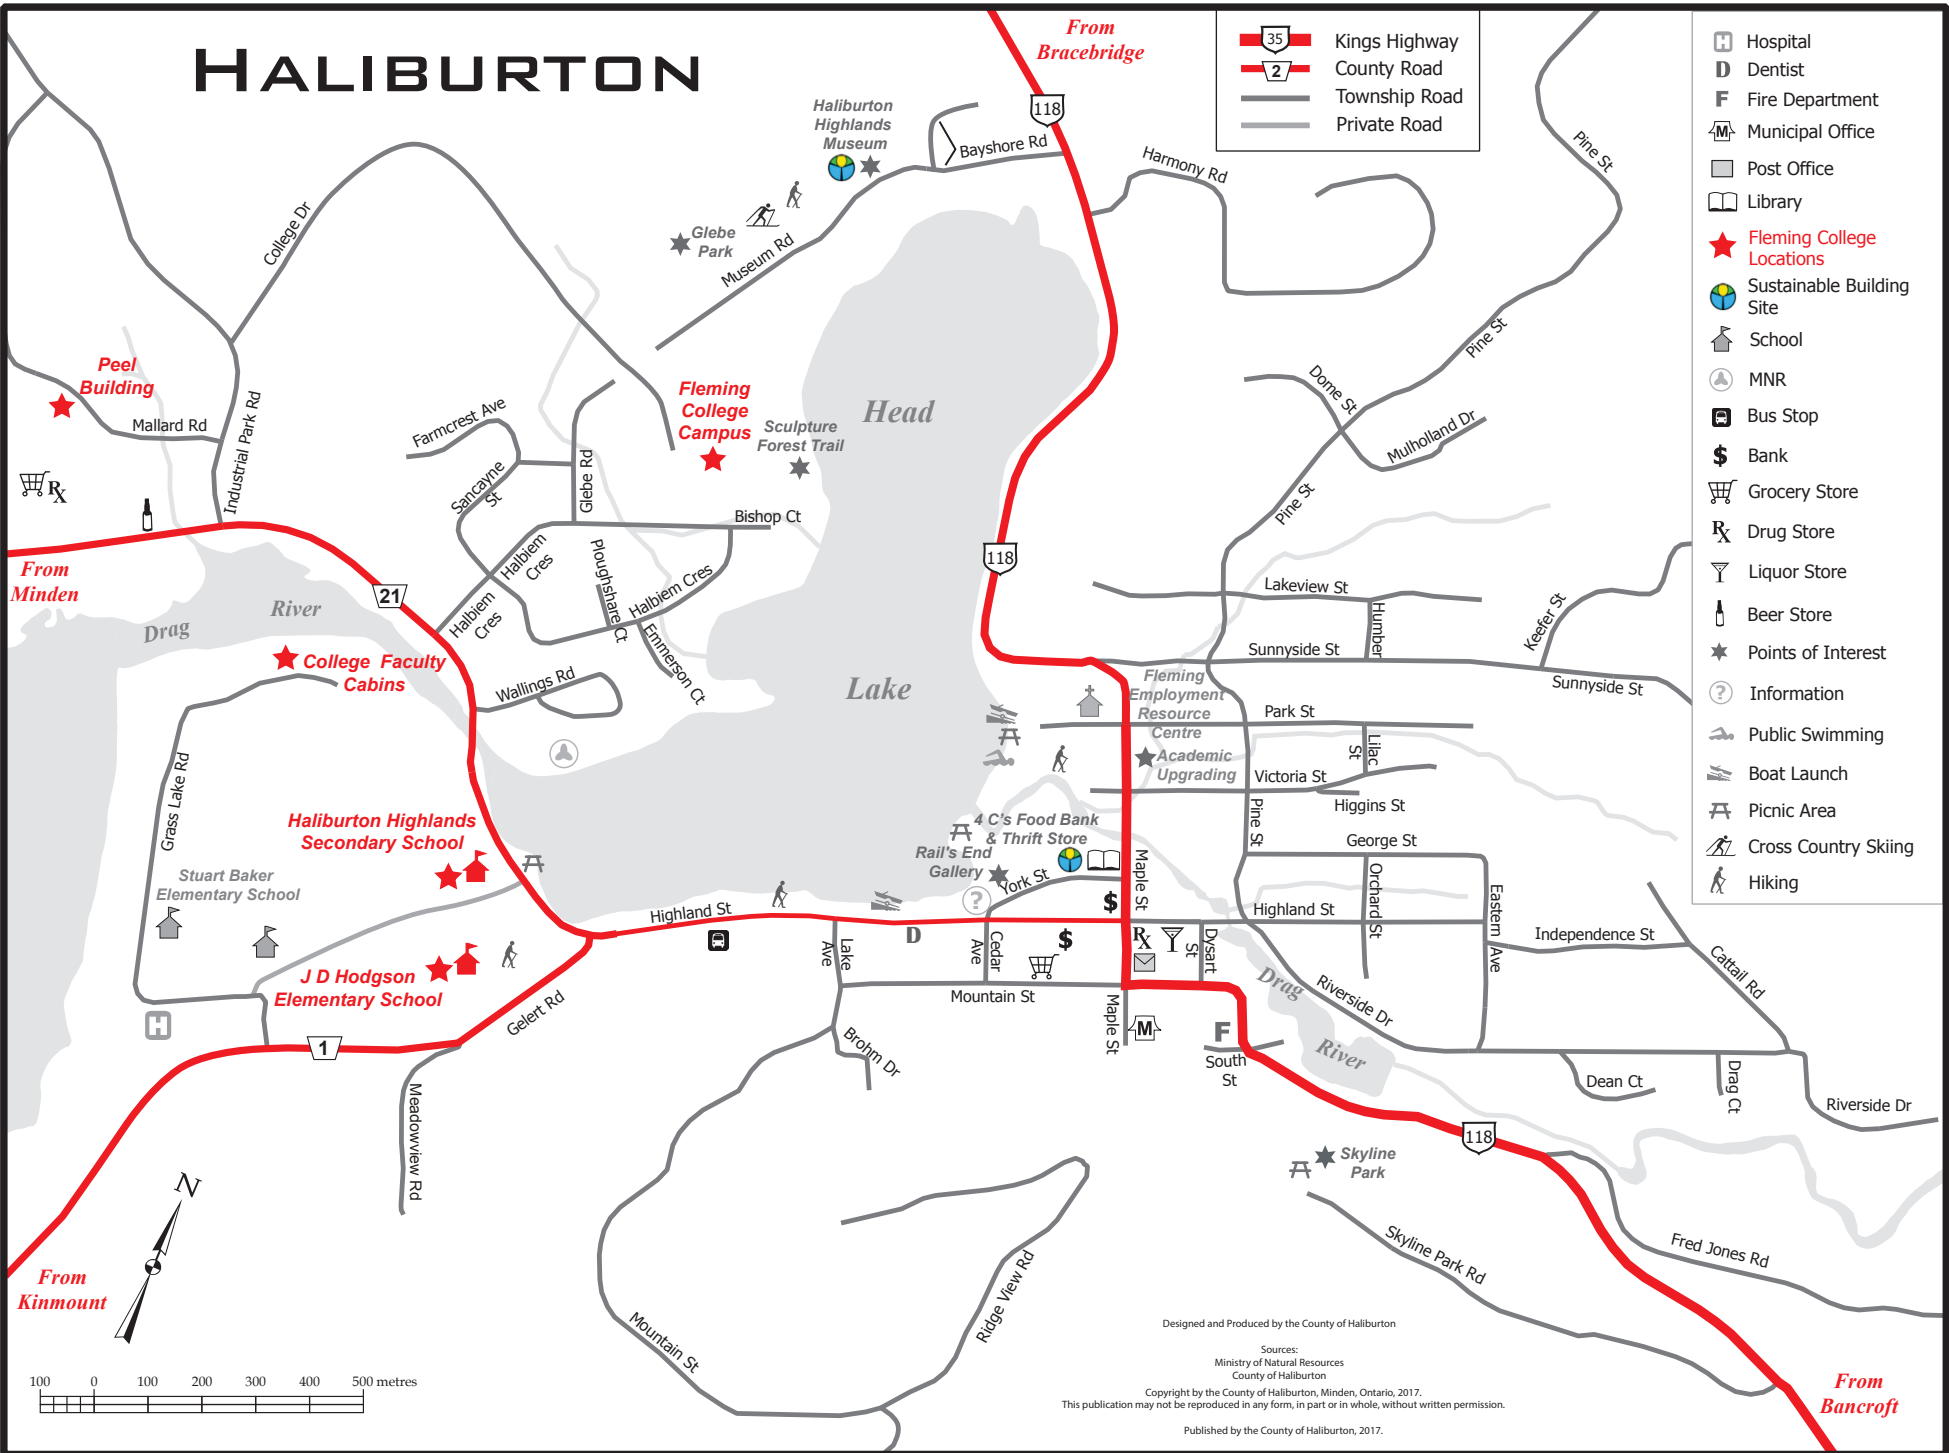 HALIBURTON
From
Bracebridge
118
35
Kings Highway
2
County Road
Township Road
Private Road
Hospital
D
Dentist
F
Fire Department
M
Municipal Office
Post Office
Library
Fleming College
Locations
Sustainable Building
Site
School
MNR
Bus Stop
$
Bank
Grocery Store
Rx
Drug Store
Liquor Store
Beer Store
Points of Interest
?
Information
Public Swimming
Boat Launch
Picnic Area
Cross Country Skiing
Hiking
H
Haliburton
Highlands
Museum
Bayshore Rd
Harmony Rd
Pine St
College Dr
Glebe
Park
Museum Rd
Pine St
Peel
Building
Mallard Rd
Industrial Park Rd
Farmcrest Ave
Sancayne
St
Glebe Rd
Fleming
College
Campus
Sculpture
Forest Trail
Head
Dome St
Mulholland Dr
Pine St
Rx
Bishop Ct
Halbiem
Cres
Ploughshare Ct
Halbiem Cres
Halbiem
Cres
Emmerson Ct
118
From
Minden
21
River
Drag
College Faculty
Cabins
Wallings Rd
Lake
Lakeview St
Humber
Keefer St
Sunnyside St
Sunnyside St
Fleming
Employment
Resource
Centre
Park St
Lilac
St
Academic
Upgrading
Victoria St
Higgins St
Pine St
George St
Grass Lake Rd
Haliburton Highlands
Secondary School
Stuart Baker
Elementary School
4 C's Food Bank
& Thrift Store
Rail's End
Gallery
York St
?
Maple St
$
Highland St
Highland St
Orchard St
Eastern
Ave
Independence St
Cattail Rd
D
Lake
Ave
Cedar
Ave
$
Rx
Dysart
St
J D Hodgson
Elementary School
Gelert Rd
Mountain St
Maple St
M
F
South
St
Drag
River
Riverside Dr
H
1
Brohm Dr
Meadowview Rd
Dean Ct
Drag Ct
Riverside Dr
118
Skyline
Park
Skyline Park Rd
Fred Jones Rd
N
From
Kinmount
Ridge View Rd
Mountain St
Designed and Produced by the County of Haliburton
Sources:
Ministry of Natural Resources
County of Haliburton
Copyright by the County of Haliburton, Minden, Ontario, 2017.
This publication may not be reproduced in any form, in part or in whole, without written permission.
Published by the County of Haliburton, 2017.
100 0 100 200 300 400 500 metres
From
Bancroft